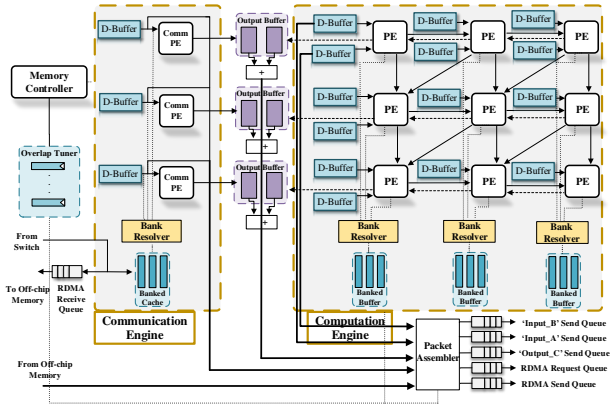 D-Buffer
Comm
PE
Output Buffer
D-Buffer
PE
D-Buffer
PE
D-Buffer
PE
D-Buffer
D-Buffer
D-Buffer
+
Memory
Controller
D-Buffer
Comm
PE
Output Buffer
D-Buffer
PE
D-Buffer
PE
D-Buffer
PE
D-Buffer
D-Buffer
D-Buffer
+
Overlap Tuner
D-Buffer
Comm
PE
Output Buffer
D-Buffer
PE
D-Buffer
PE
D-Buffer
PE
D-Buffer
D-Buffer
D-Buffer
+
From
Switch
Bank
Resolver
Bank
Resolver
Bank
Resolver
Bank
Resolver
To Off-chip
Memory
RDMA
Receive
Queue
Banked
Cache
Banked
Buffer
Banked
Buffer
Banked
Buffer
Communication
Engine
Computation
Engine
From Off-chip
Memory
Packet
Assembler
'Input_B' Send Queue
'Input_A' Send Queue
'Output_C' Send Queue
RDMA Request Queue
RDMA Send Queue